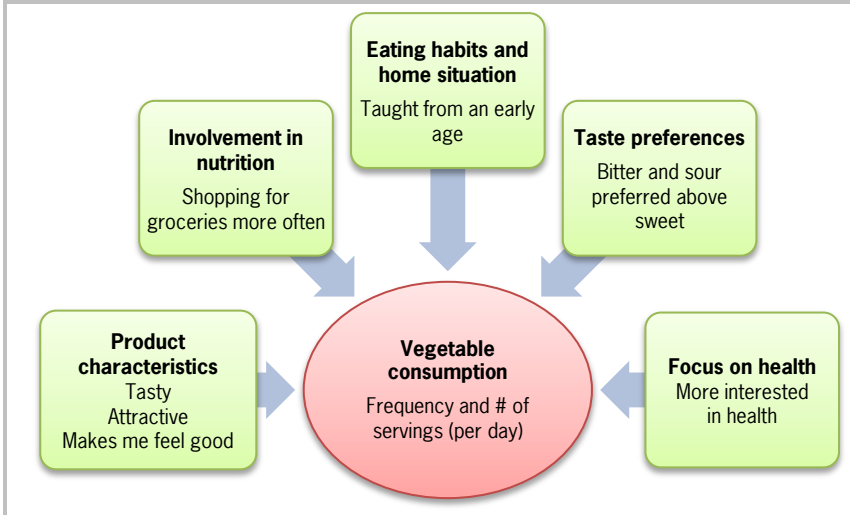 Eating habits and
home situation
Taught from an early
age
Involvement in
nutrition
Shopping for
groceries more often
Taste preferences
Bitter and sour
preferred above
sweet
Product
characteristics
Tasty
Attractive
Makes me feel good
Vegetable
consumption
Frequency and # of
servings (per day)
Focus on health
More interested
in health